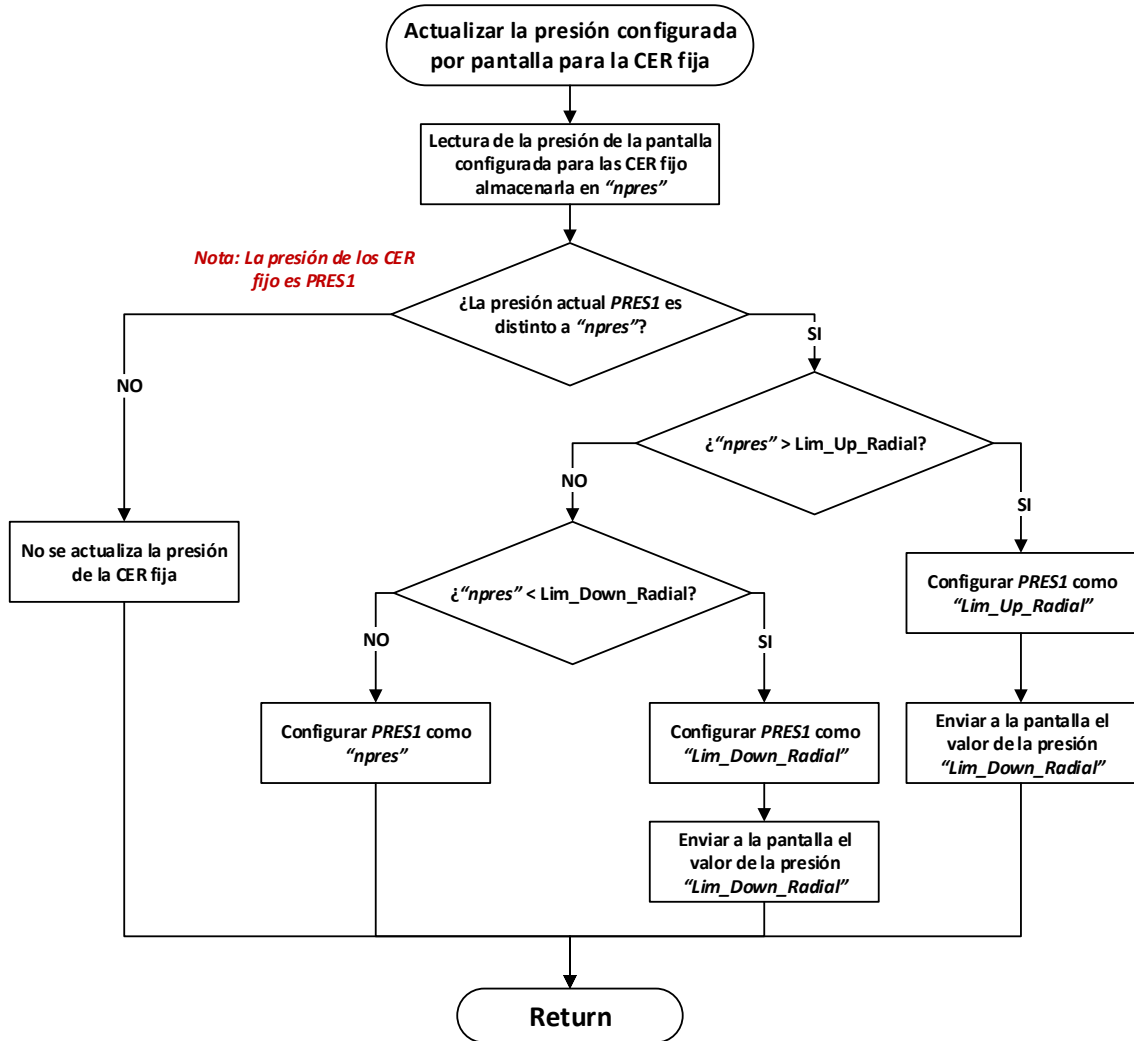 Actualizar la presión configurada
por pantalla para la CER fija
Lectura de la presión de la pantalla
configurada para las CER fijo
almacenarla en “npres”
Nota: La presión de los CER
fijo es PRES1
¿La presión actual PRES1 es
distinto a “npres”?
SI
NO
¿“npres” > Lim_Up_Radial?
NO
SI
No se actualiza la presión
de la CER fija
¿“npres” < Lim_Down_Radial?
Configurar PRES1 como
“Lim_Up_Radial”
NO
SI
Configurar PRES1 como
“npres”
Configurar PRES1 como
“Lim_Down_Radial”
Enviar a la pantalla el
valor de la presión
“Lim_Down_Radial”
Enviar a la pantalla el
valor de la presión
“Lim_Down_Radial”
Return